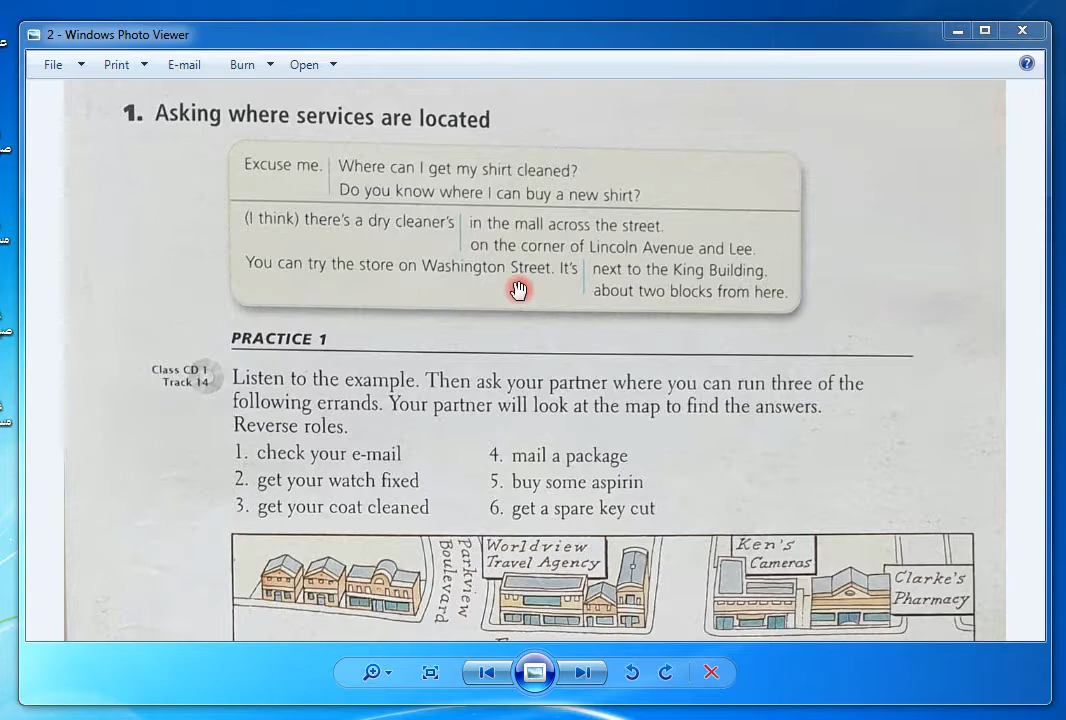 2 - Windows Photo Viewer
File Print E-mail Burn Open
1. Asking where services are located
Excuse me. Where can I get my shirt cleaned?
Do you know where I can buy a new shirt?
(I think) there's a dry cleaner's in the mall across the street.
on the corner of Lincoln Avenue and Lee.
You can try the store on Washington Street. It's next to the King Building.
about two blocks from here.
PRACTICE 1
Class CD 1
Track 14
Listen to the example. Then ask your partner where you can run three of the
following errands. Your partner will look at the map to find the answers.
Reverse roles.
1. check your e-mail
2. get your watch fixed
3. get your coat cleaned
4. mail a package
5. buy some aspirin
6. get a spare key cut
Parkview
Boulevard
Worldview
Travel Agency
Ken's
Cameras
Clarke's
Pharmacy